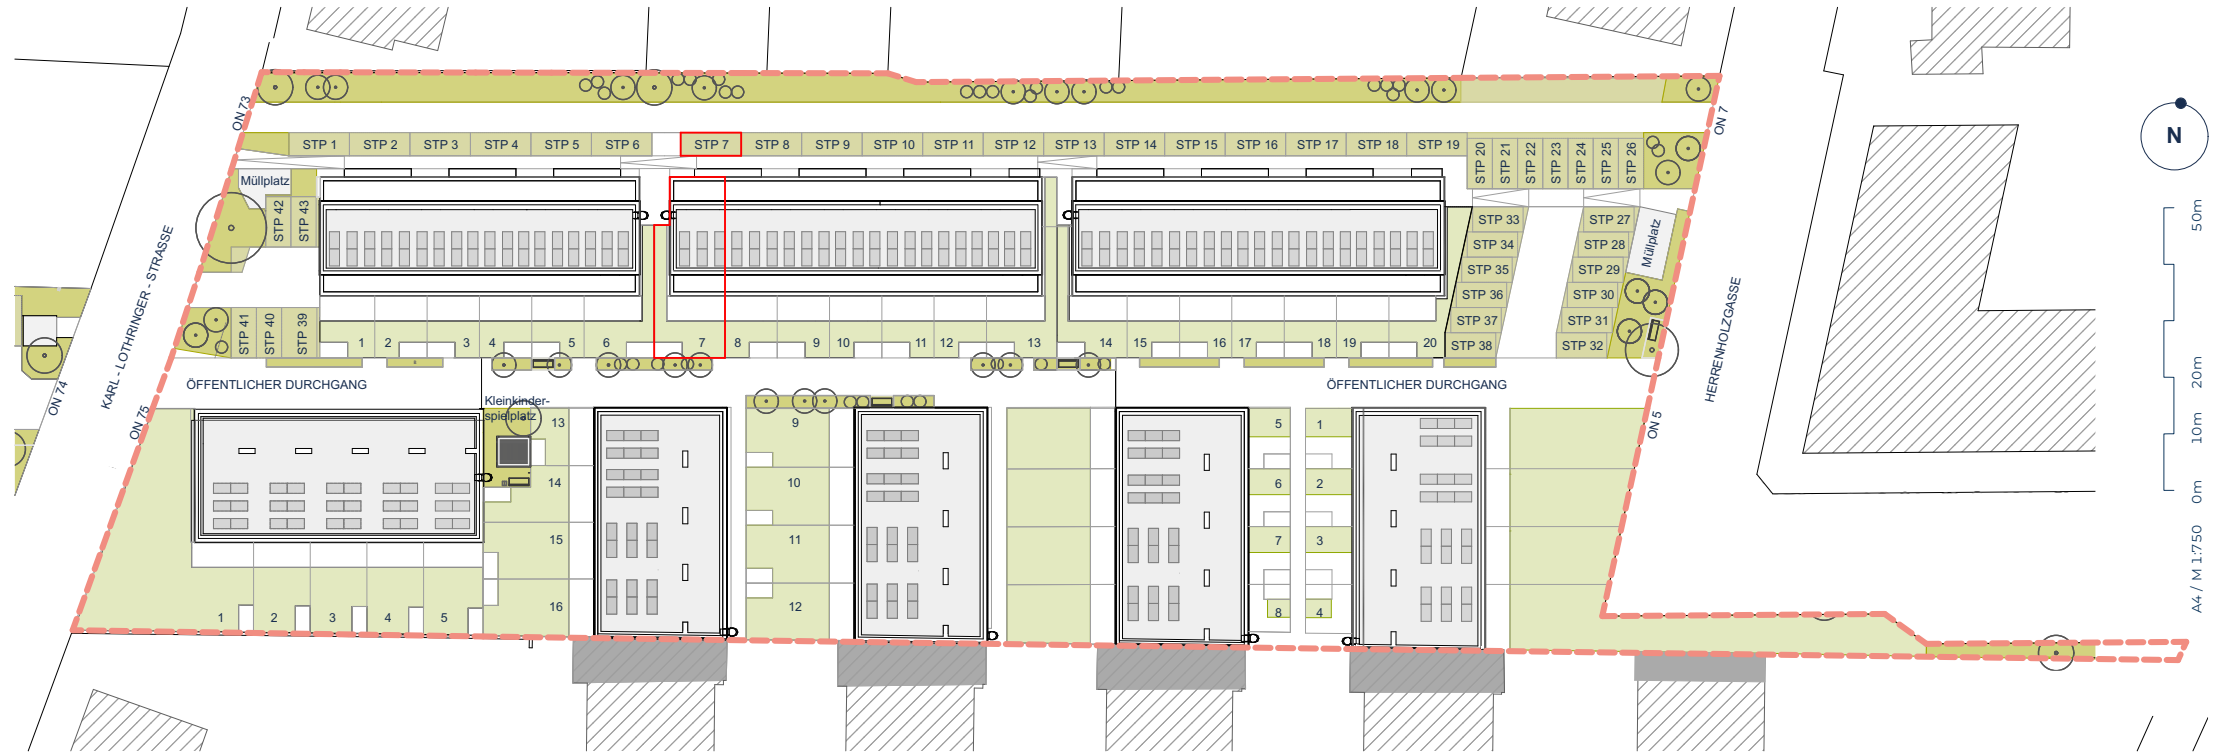 ON 73
ON 7
STP 1 STP 2 STP 3 STP 4 STP 5 STP 6 STP 7 STP 8 STP 9 STP 10 STP 11 STP 12 STP 13 STP 14 STP 15 STP 16 STP 17 STP 18 STP 19 STP 20 STP 21 STP 22 STP 23 STP 24 STP 25 STP 26
N
Müllplatz
STP 42 STP 43
STP 33 STP 27
STP 34 STP 28
STP 35 STP 29
STP 36 STP 30
STP 37 STP 31
STP 38 STP 32
Müllplatz
50m
20m
10m
0m
A4 / M 1:750
KARL - LOTHRINGER - STRASSE
HERRENHOLZGASSE
STP 41 STP 40 STP 39
1 2 3 4 5 6 7 8 9 10 11 12 13 14 15 16 17 18 19 20
ÖFFENTLICHER DURCHGANG
ÖFFENTLICHER DURCHGANG
ON 74
ON 75
ON 5
Kleinkinder-
spielplatz
13 9 5 1
14 10 6 2
15 11 7 3
16 12 8 4
1 2 3 4 5